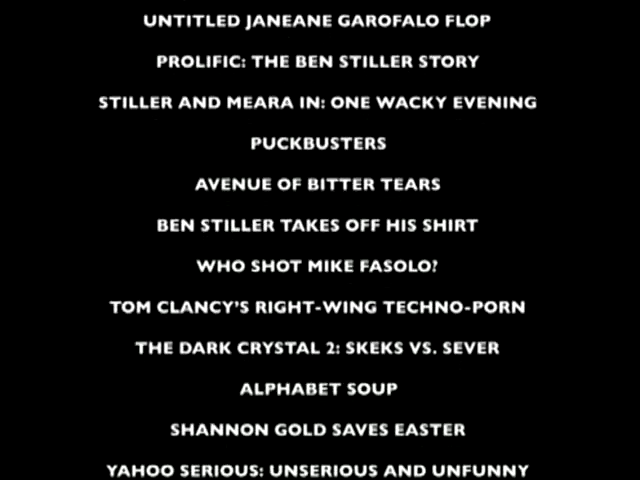 UNTITLED JANEANE GAROFALO FLOP
PROLIFIC: THE BEN STILLER STORY
STILLER AND MEARA IN: ONE WACKY EVENING
PUCKBUSTERS
AVENUE OF BITTER TEARS
BEN STILLER TAKES OFF HIS SHIRT
WHO SHOT MIKE FASOLO?
TOM CLANCY'S RIGHT-WING TECHNO-PORN
THE DARK CRYSTAL 2: SKEKS VS. SEVER
ALPHABET SOUP
SHANNON GOLD SAVES EASTER
YAHOO SERIOUS: UNSERIOUS AND UNFUNNY